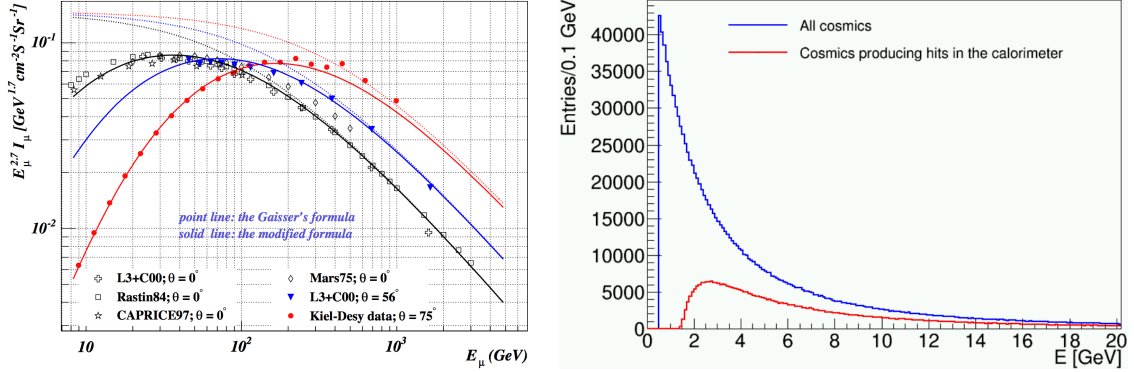 E_μ^2.7 I_μ [GeV^1.7 cm^-2 S^-1 Sr^-1]
10^-1
10^-2
point line: the Gaisser's formula
solid line: the modified formula
L3+C00; θ = 0°
Rastin84; θ = 0°
CAPRICE97; θ = 0°
Mars75; θ = 0°
L3+C00; θ = 56°
Kiel-Desy data; θ = 75°
10 10^2 10^3
E_μ (GeV)
Entries/0.1 GeV
40000
35000
30000
25000
20000
15000
10000
5000
0
All cosmics
Cosmics producing hits in the calorimeter
0 2 4 6 8 10 12 14 16 18 20
E [GeV]